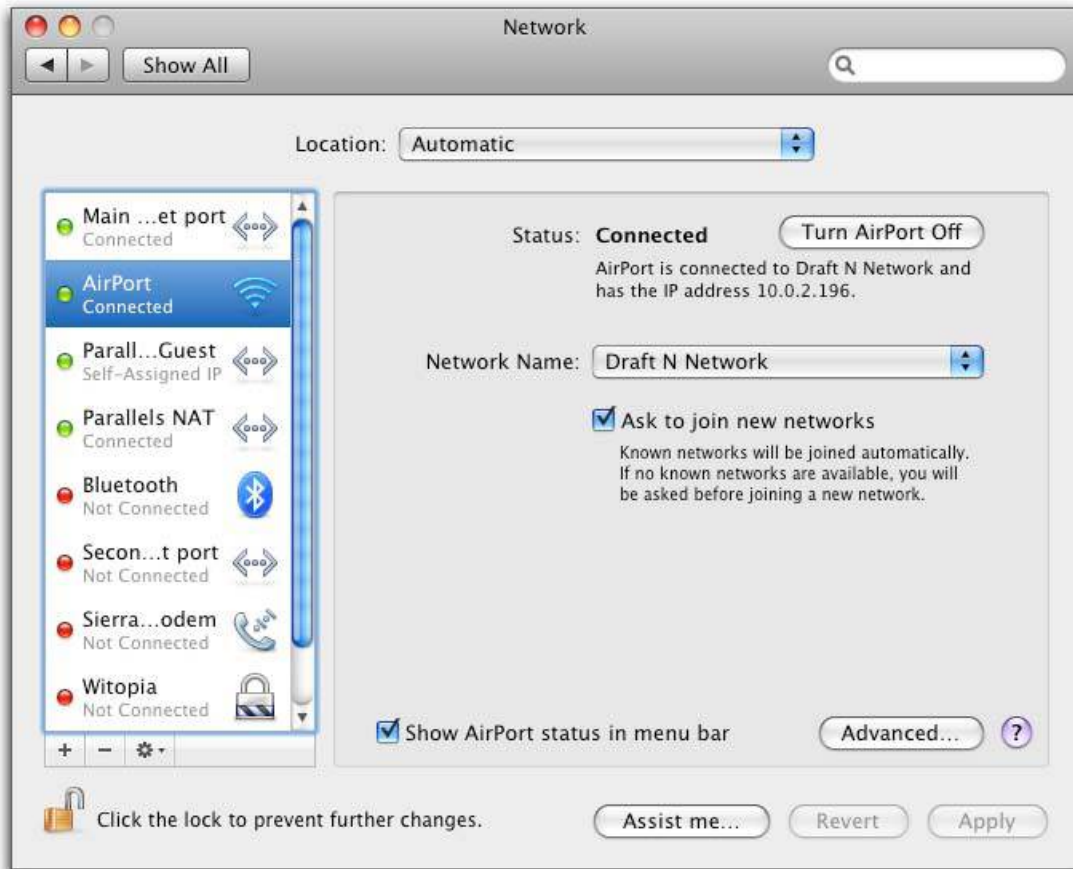 Network
Show All
Location: Automatic
Main ...et port
Connected
AirPort
Connected
Parall...Guest
Self-Assigned IP
Parallels NAT
Connected
Bluetooth
Not Connected
Secon...t port
Not Connected
Sierra...odem
Not Connected
Witopia
Not Connected
+ −
Status: Connected Turn AirPort Off
AirPort is connected to Draft N Network and
has the IP address 10.0.2.196.
Network Name: Draft N Network
Ask to join new networks
Known networks will be joined automatically.
If no known networks are available, you will
be asked before joining a new network.
Show AirPort status in menu bar Advanced... ?
Click the lock to prevent further changes. Assist me... Revert Apply